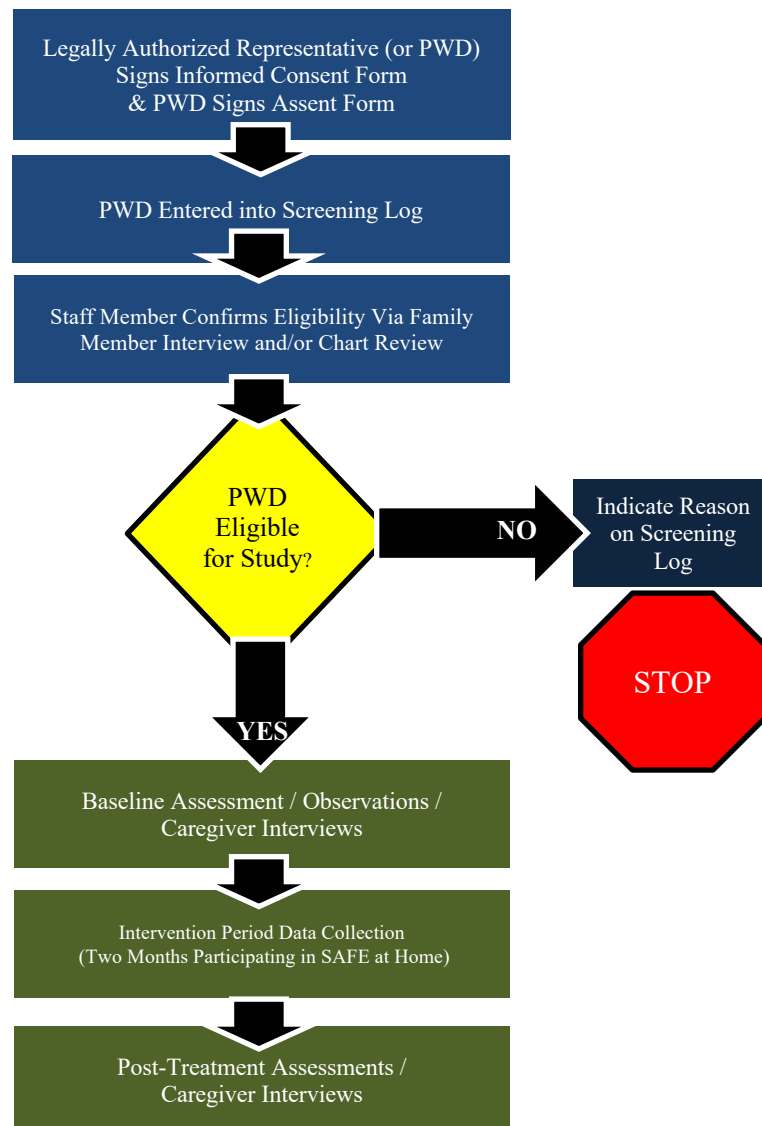 Legally Authorized Representative (or PWD)
Signs Informed Consent Form
& PWD Signs Assent Form
PWD Entered into Screening Log
Staff Member Confirms Eligibility Via Family
Member Interview and/or Chart Review
PWD
Eligible
for Study?
NO
Indicate Reason
on Screening
Log
STOP
YES
Baseline Assessment / Observations /
Caregiver Interviews
Intervention Period Data Collection
(Two Months Participating in SAFE at Home)
Post-Treatment Assessments /
Caregiver Interviews